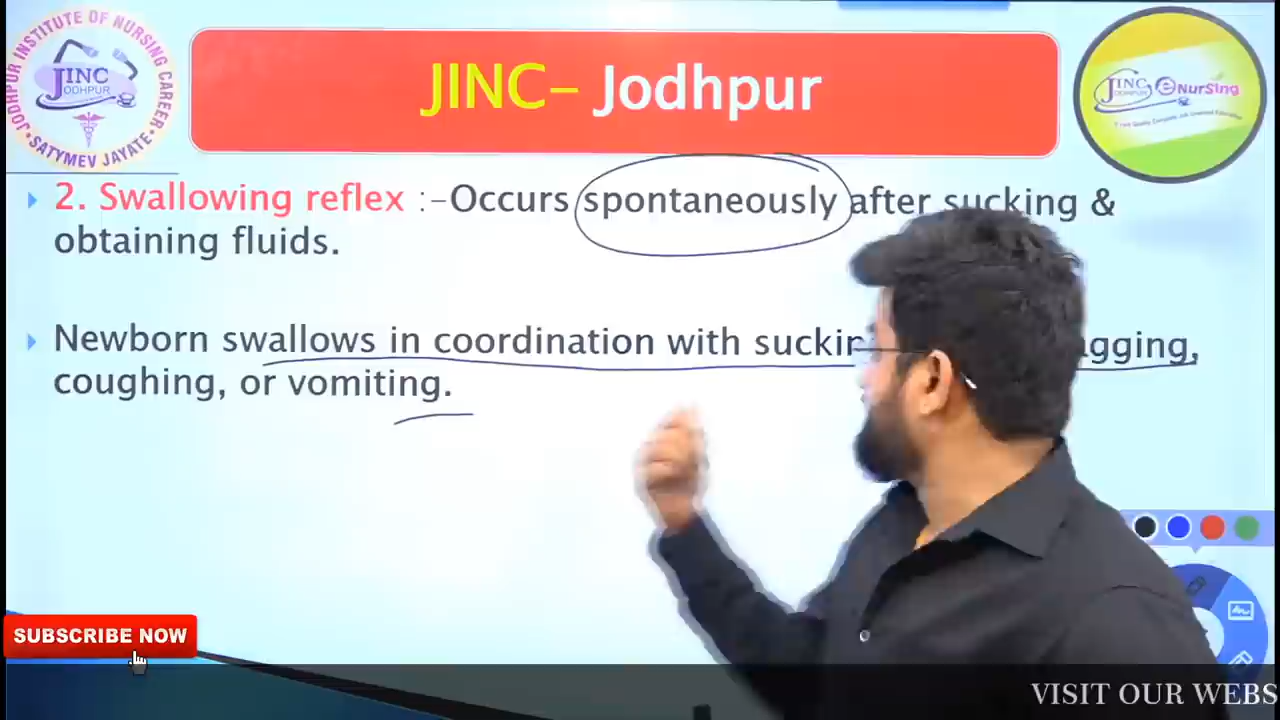 JODHPUR INSTITUTE OF NURSING CAREER
SATYMEV JAYATE
JINC
JODHPUR
JINC– Jodhpur
JINC
JODHPUR
eNursing
2. Swallowing reflex :–Occurs spontaneously after sucking &
obtaining fluids.
Newborn swallows in coordination with
coughing, or vomiting.
SUBSCRIBE NOW
VISIT OUR WEBS